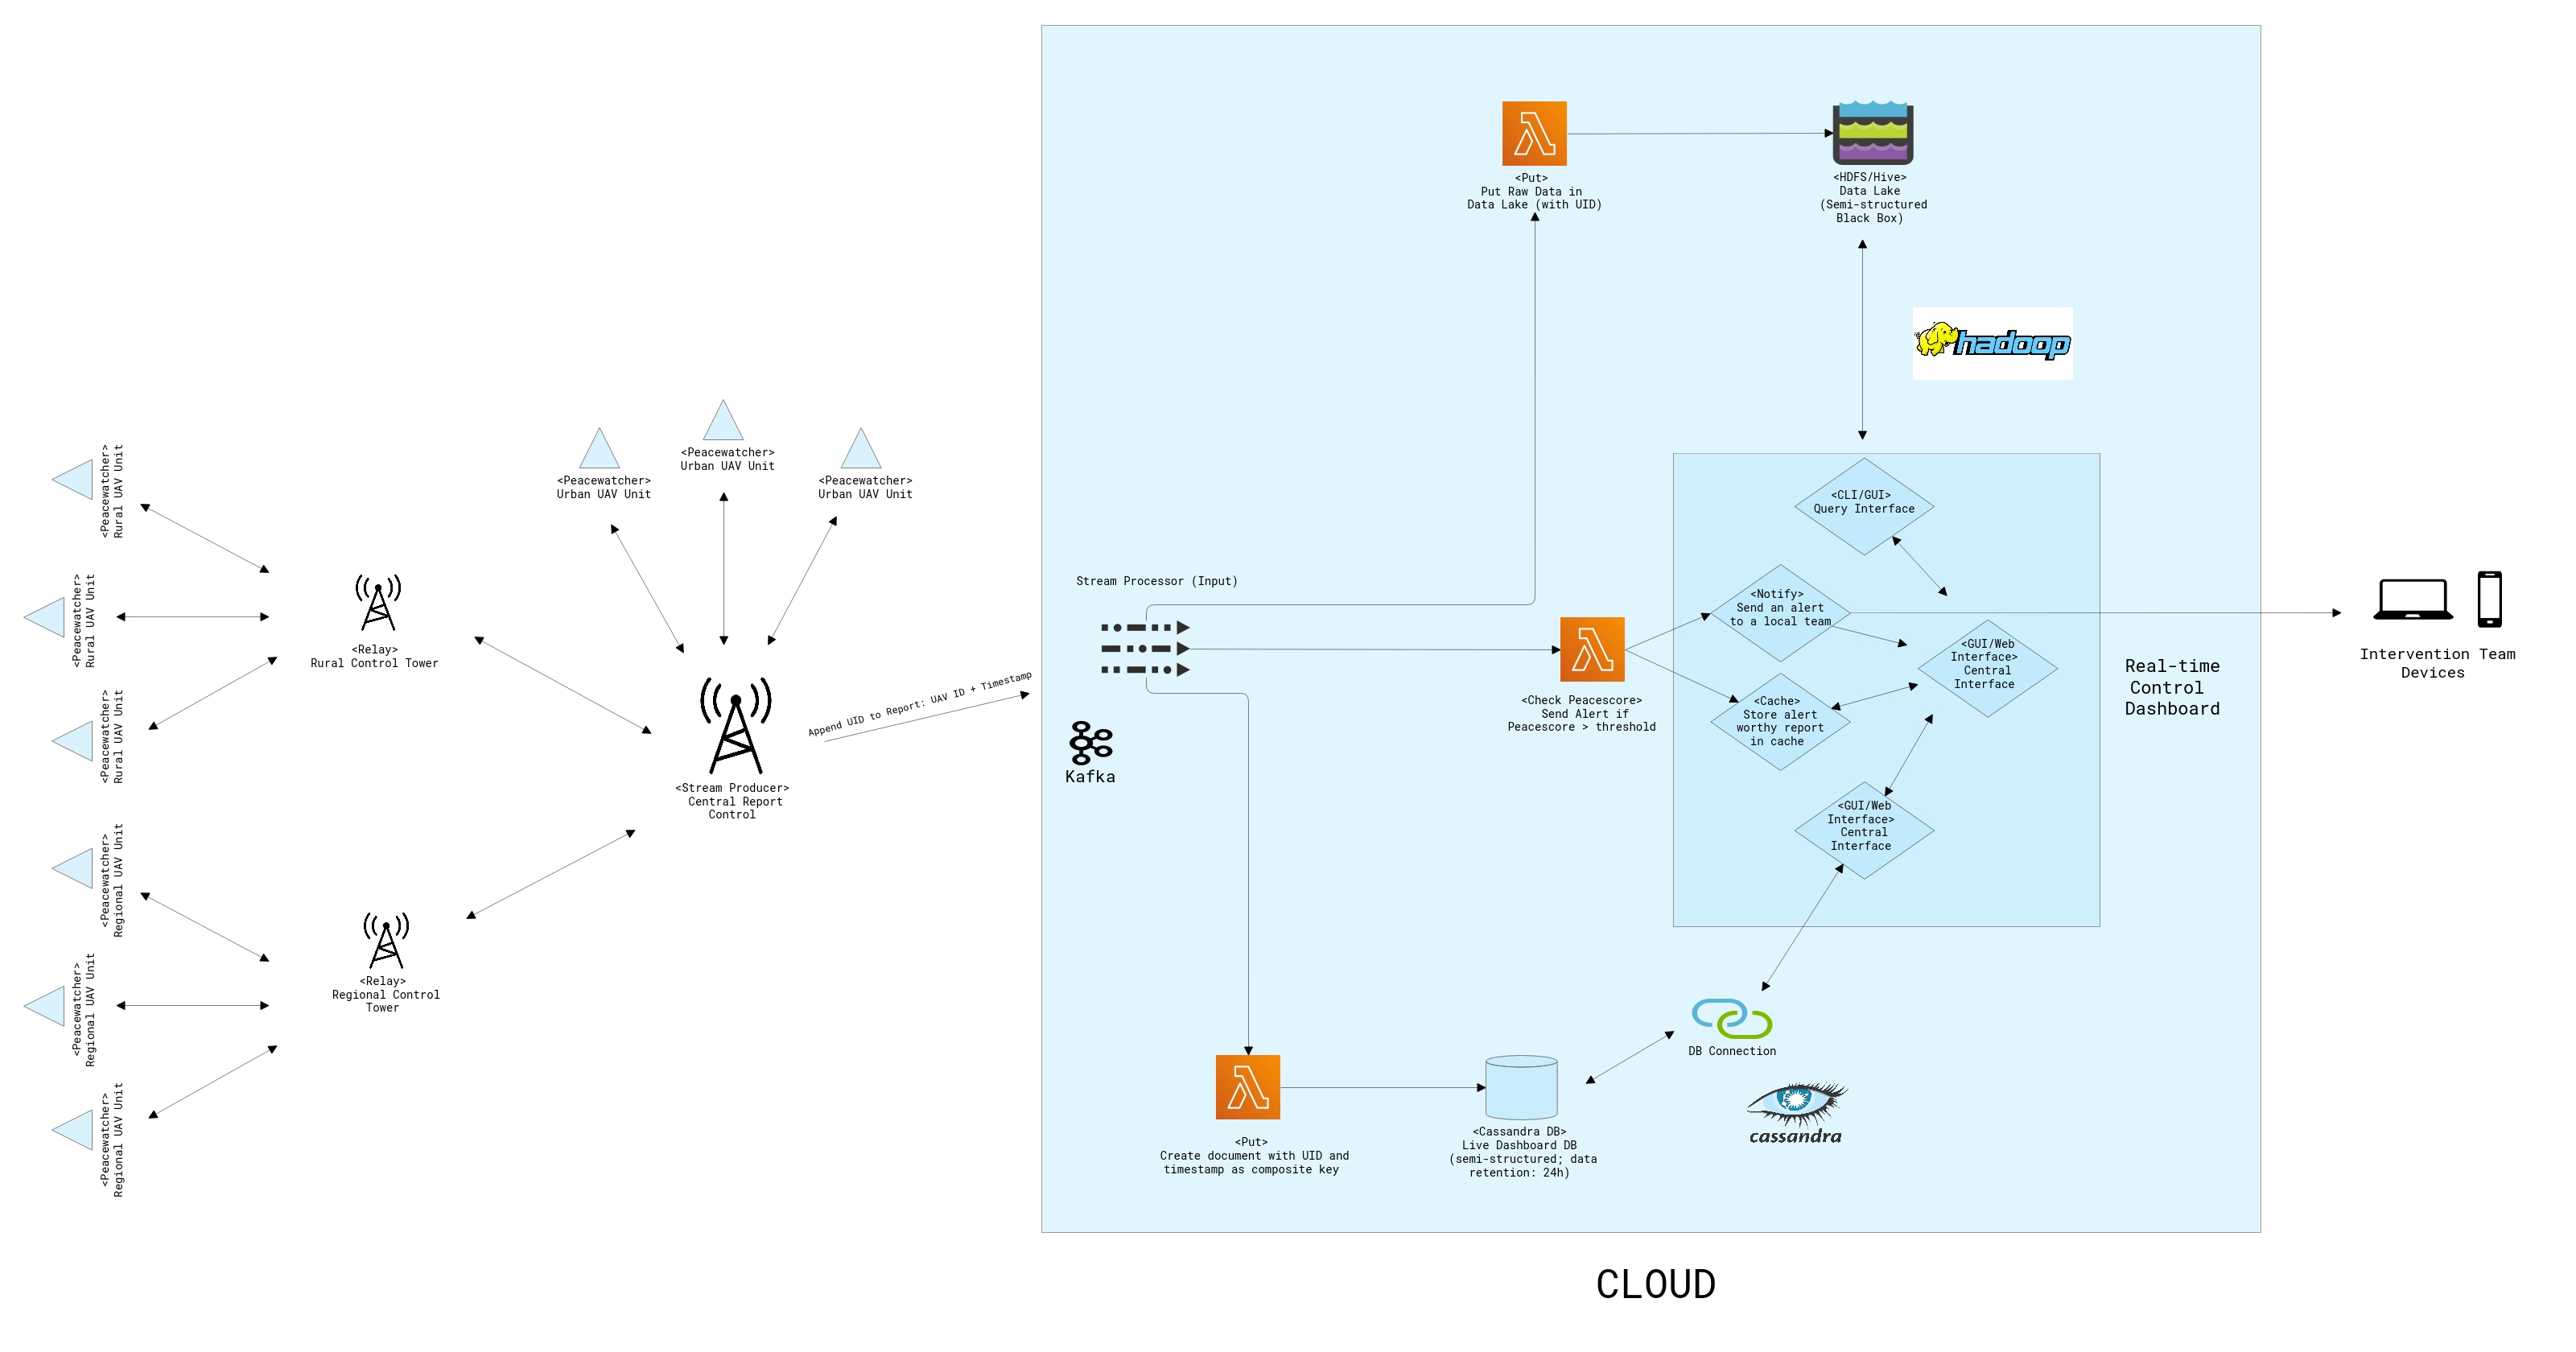 <Peacewatcher>
Rural UAV Unit
<Peacewatcher>
Rural UAV Unit
<Peacewatcher>
Rural UAV Unit
<Peacewatcher>
Regional UAV Unit
<Peacewatcher>
Regional UAV Unit
<Peacewatcher>
Regional UAV Unit
<Relay>
Rural Control Tower
<Relay>
Regional Control
Tower
<Peacewatcher>
Urban UAV Unit
<Peacewatcher>
Urban UAV Unit
<Peacewatcher>
Urban UAV Unit
<Stream Producer>
Central Report
Control
Append UID to Report: UAV ID + Timestamp
Stream Processor (Input)
Kafka
<Put>
Put Raw Data in
Data Lake (with UID)
<HDFS/Hive>
Data Lake
(Semi-structured
Black Box)
hadoop
<Check Peacescore>
Send Alert if
Peacescore > threshold
<CLI/GUI>
Query Interface
<Notify>
Send an alert
to a local team
<GUI/Web
Interface>
Central
Interface
<Cache>
Store alert
worthy report
in cache
<GUI/Web
Interface>
Central
Interface
Real-time
Control
Dashboard
Intervention Team
Devices
DB Connection
cassandra
<Put>
Create document with UID and
timestamp as composite key
<Cassandra DB>
Live Dashboard DB
(semi-structured; data
retention: 24h)
CLOUD